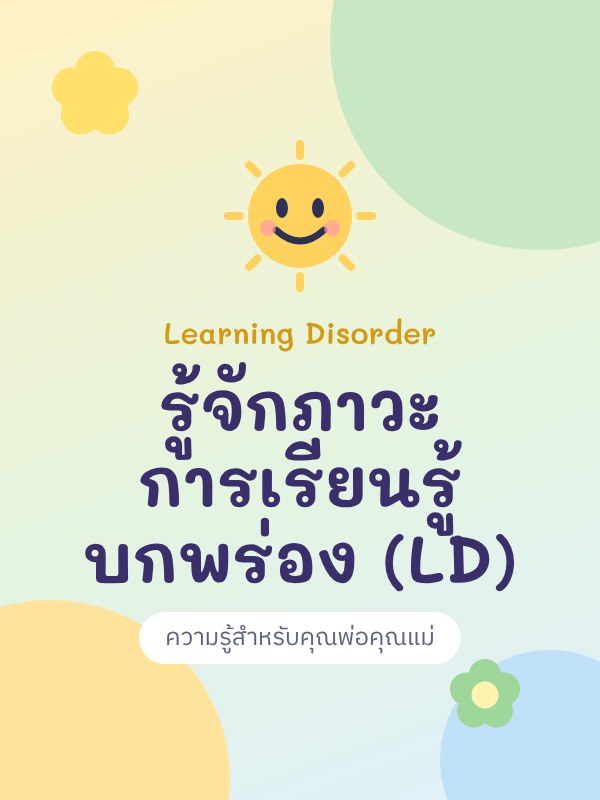 Learning Disorder
รู้จักภาวะ
การเรียนรู้
บกพร่อง (LD)
ความรู้สำหรับคุณพ่อคุณแม่